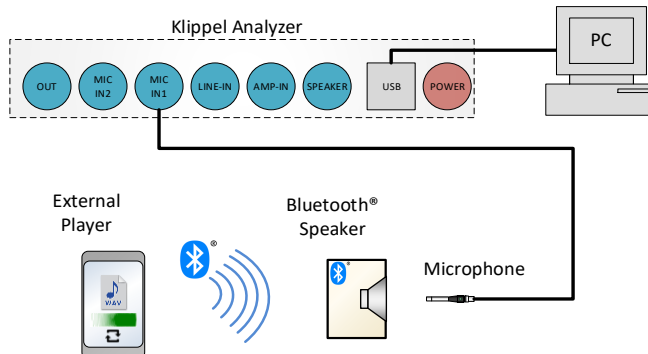 Klippel Analyzer
PC
OUT
MIC
IN2
MIC
IN1
LINE-IN
AMP-IN
SPEAKER
USB
POWER
External
Player
®
Bluetooth®
Speaker
®
WAV
Microphone